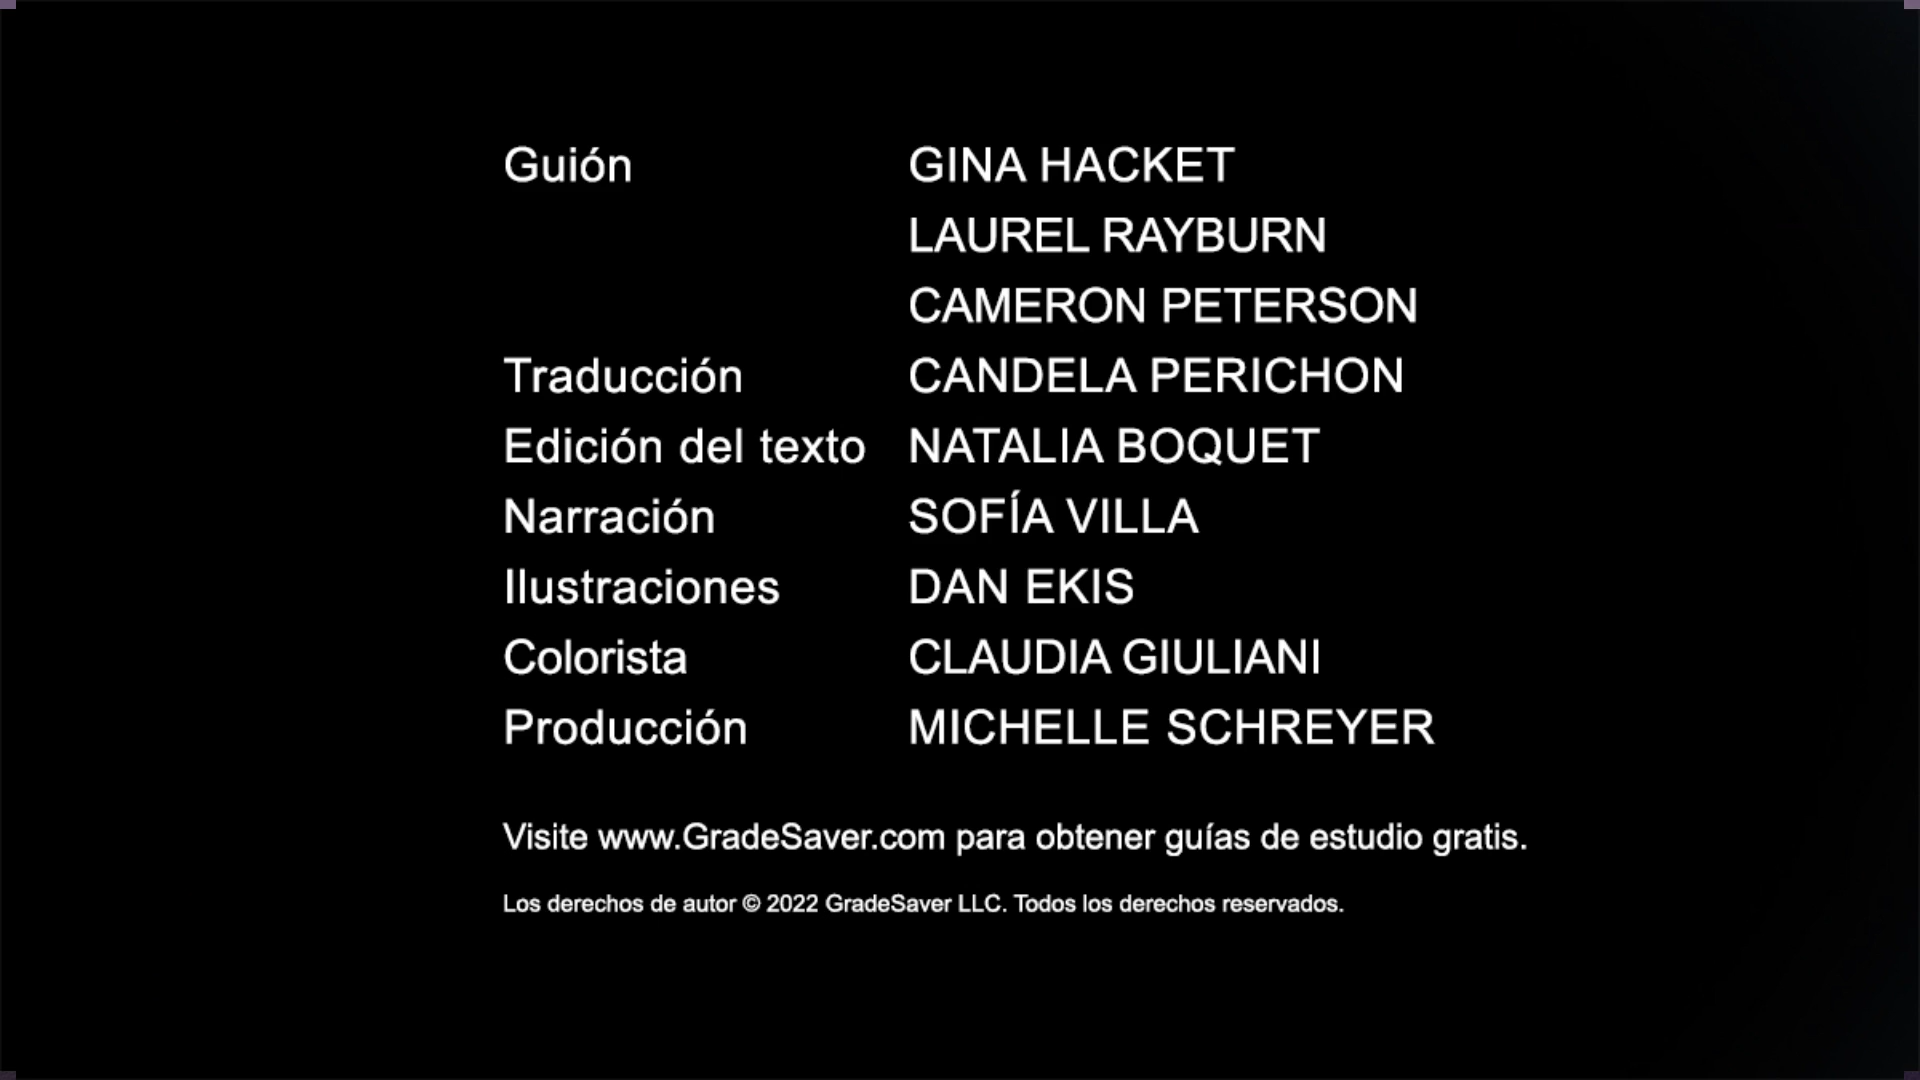 Guión GINA HACKET
LAUREL RAYBURN
CAMERON PETERSON
Traducción CANDELA PERICHON
Edición del texto NATALIA BOQUET
Narración SOFÍA VILLA
Ilustraciones DAN EKIS
Colorista CLAUDIA GIULIANI
Producción MICHELLE SCHREYER
Visite www.GradeSaver.com para obtener guías de estudio gratis.
Los derechos de autor © 2022 GradeSaver LLC. Todos los derechos reservados.